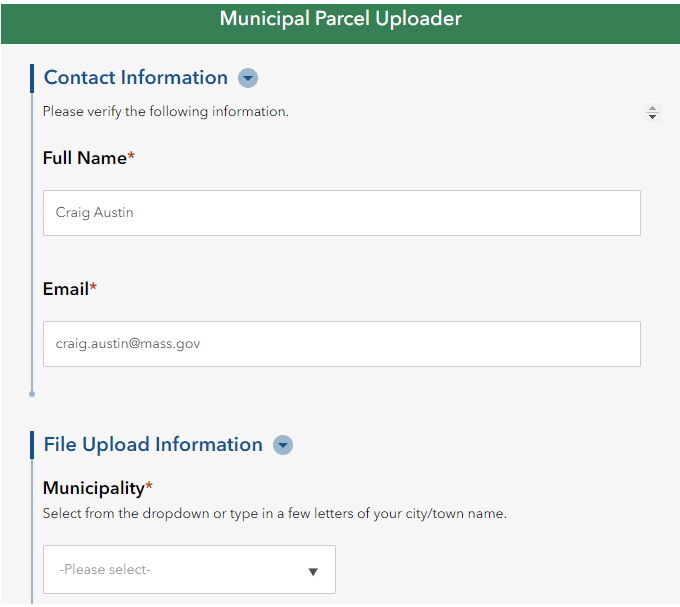 Municipal Parcel Uploader
Contact Information
Please verify the following information.
Full Name*
Craig Austin
Email*
craig.austin@mass.gov
File Upload Information
Municipality*
Select from the dropdown or type in a few letters of your city/town name.
-Please select-